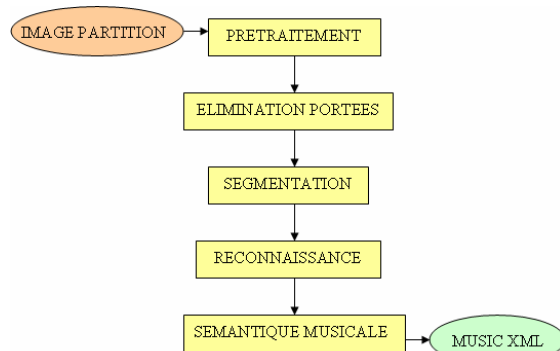 IMAGE PARTITION
PRETRAITEMENT
ELIMINATION PORTEES
SEGMENTATION
RECONNAISSANCE
SEMANTIQUE MUSICALE
MUSIC XML